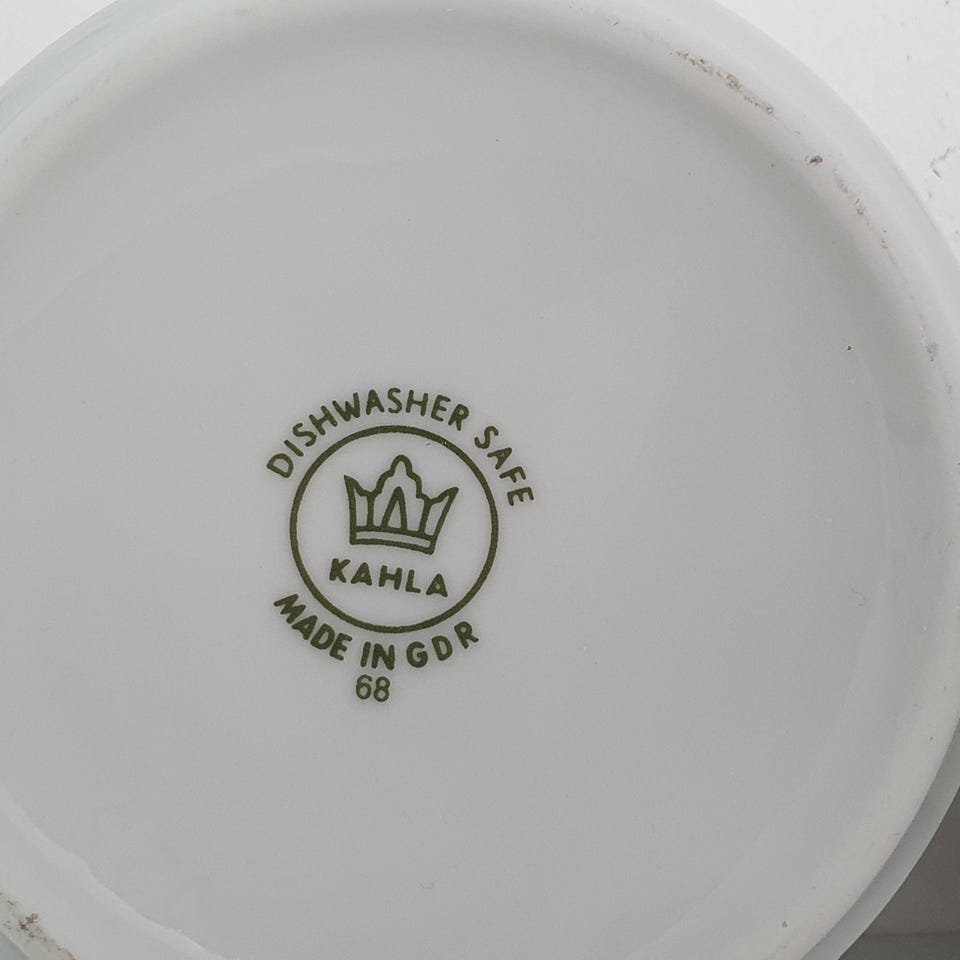 DISHWASHER SAFE
KAHLA
MADE IN GDR
68